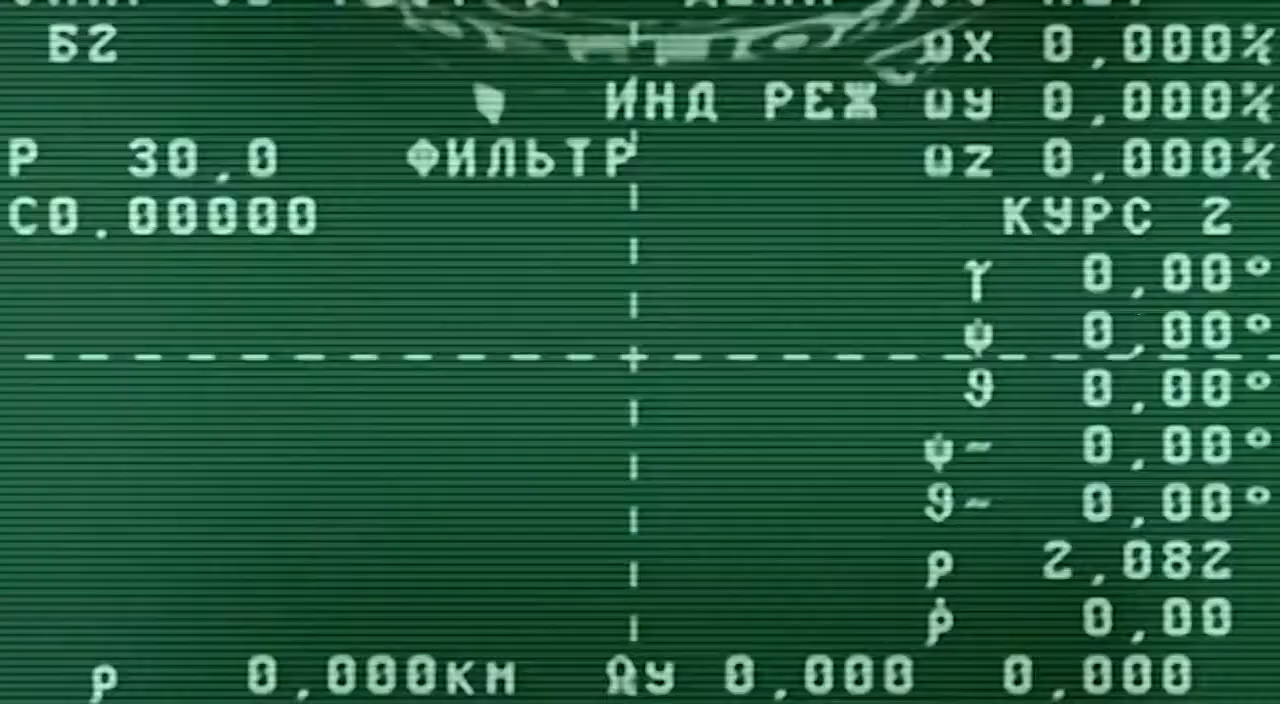 Б2 ωX 0,000%
ИНД РЕЖ ωУ 0,000%
Р 30,0 ФИЛЬТР ωZ 0,000%
С0.00000 КУРС 2
γ 0,00°
ψ 0,00°
ϑ 0,00°
ψ~ 0,00°
ϑ~ 0,00°
ρ 2,082
ρ̇ 0,00
ρ 0,000КМ ΩУ 0,000 0,000